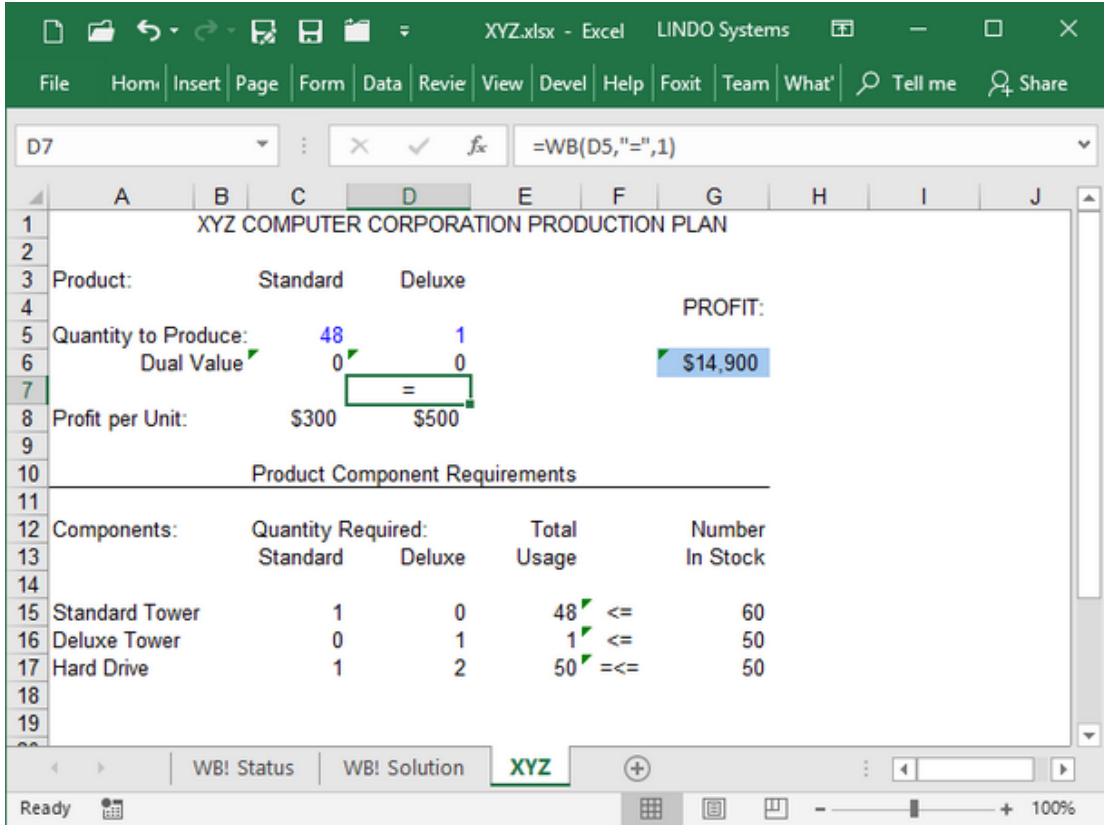 XYZ.xlsx - Excel LINDO Systems
File Home Insert Page Form Data Revie View Devel Help Foxit Team What' Tell me Share
D7 fx =WB(D5,"=",1)
A B C D E F G H I J
1 XYZ COMPUTER CORPORATION PRODUCTION PLAN
2
3 Product: Standard Deluxe
4 PROFIT:
5 Quantity to Produce: 48 1
6 Dual Value 0 0 $14,900
7 =
8 Profit per Unit: $300 $500
9
10 Product Component Requirements
11
12 Components: Quantity Required: Total Number
13 Standard Deluxe Usage In Stock
14
15 Standard Tower 1 0 48 <= 60
16 Deluxe Tower 0 1 1 <= 50
17 Hard Drive 1 2 50 =<= 50
18
19
WB! Status WB! Solution XYZ
Ready 100%